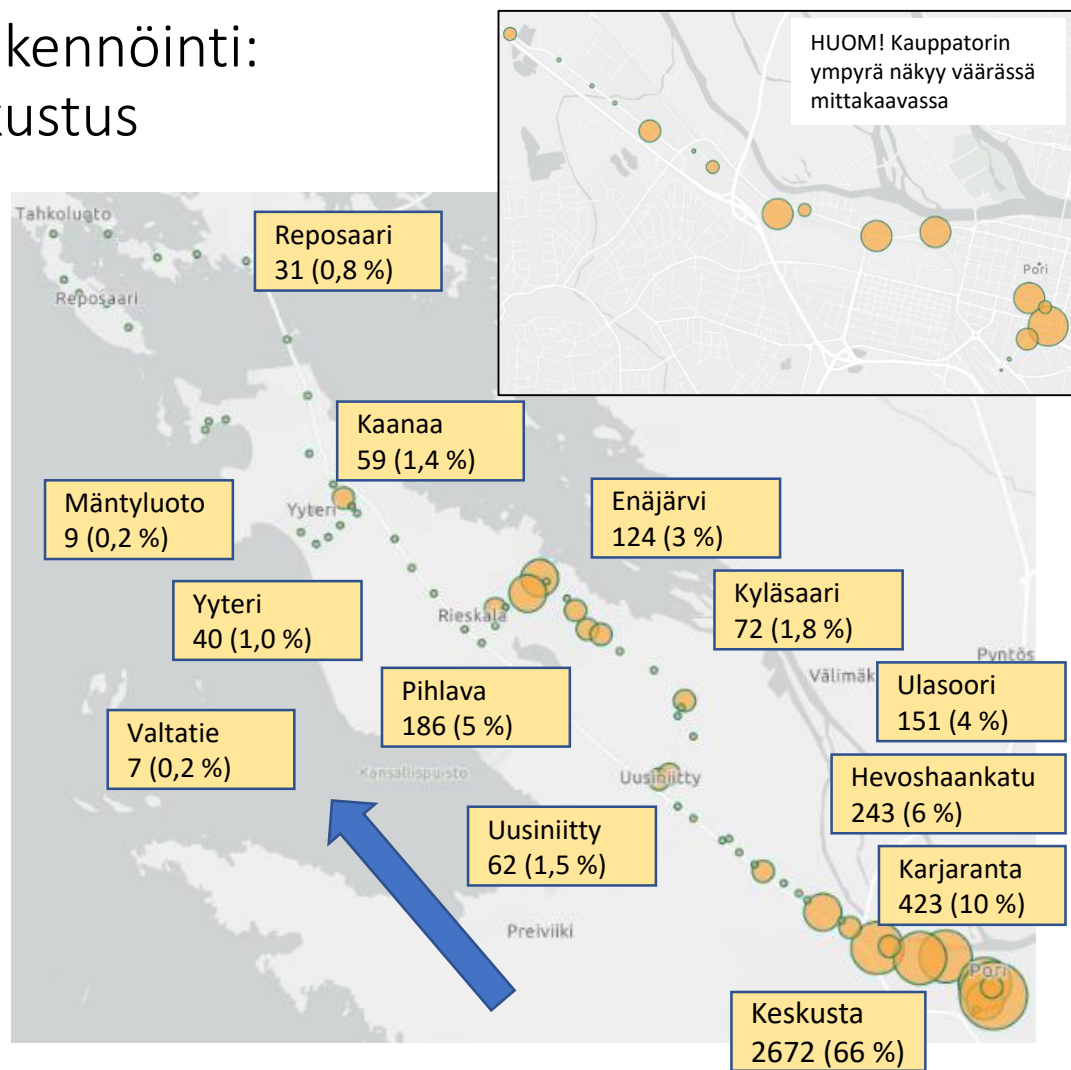 kennöinti:
kustus
HUOM! Kauppatorin
ympyrä näkyy väärässä
mittakaavassa
Pori
Tahkoluoto
Reposaari
31 (0,8 %)
Reposaari
Kaanaa
59 (1,4 %)
Mäntyluoto
9 (0,2 %)
Yyteri
Enäjärvi
124 (3 %)
Yyteri
40 (1,0 %)
Rieskala
Kyläsaari
72 (1,8 %)
Pyntös
Välimäk
Pihlava
186 (5 %)
Ulasoori
151 (4 %)
Valtatie
7 (0,2 %)
Kansallispuisto
Uusiniitty
Hevoshaankatu
243 (6 %)
Uusiniitty
62 (1,5 %)
Karjaranta
423 (10 %)
Preiviiki
Pori
Keskusta
2672 (66 %)